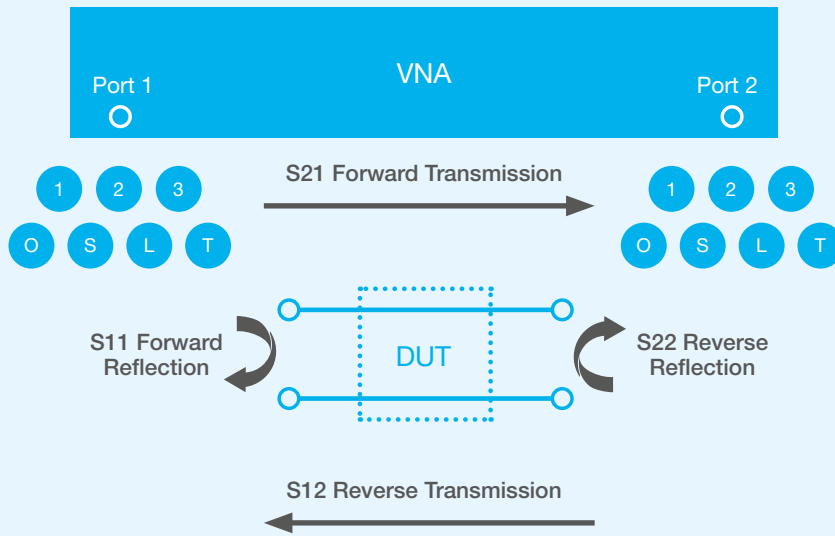 VNA
Port 1
Port 2
S21 Forward Transmission
1 2 3
O S L T
1 2 3
O S L T
S11 Forward
Reflection
DUT
S22 Reverse
Reflection
S12 Reverse Transmission